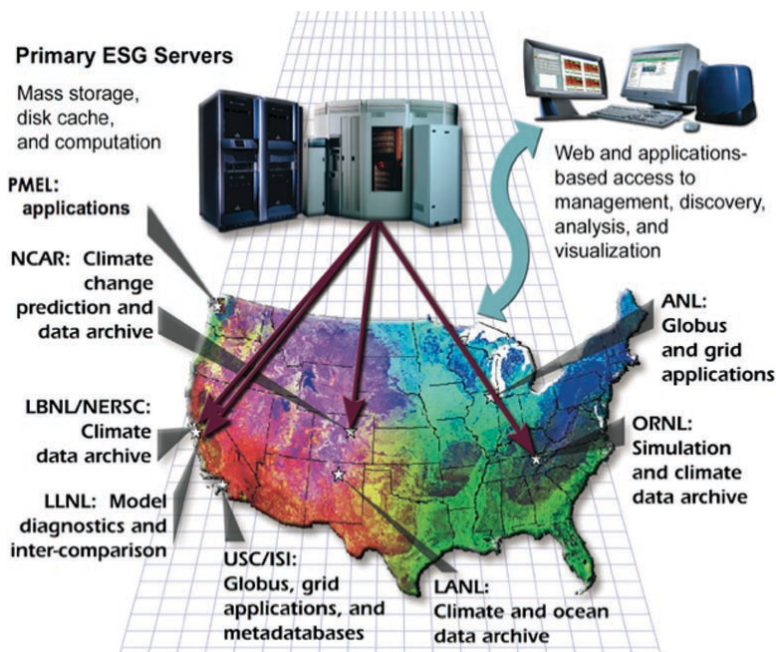 Primary ESG Servers
Mass storage,
disk cache,
and computation
Web and applications-
based access to
management, discovery,
analysis, and
visualization
PMEL:
applications
NCAR: Climate
change
prediction and
data archive
LBNL/NERSC:
Climate
data archive
LLNL: Model
diagnostics and
inter-comparison
USC/ISI:
Globus, grid
applications, and
metadatabases
LANL:
Climate and ocean
data archive
ANL:
Globus
and grid
applications
ORNL:
Simulation
and climate
data archive